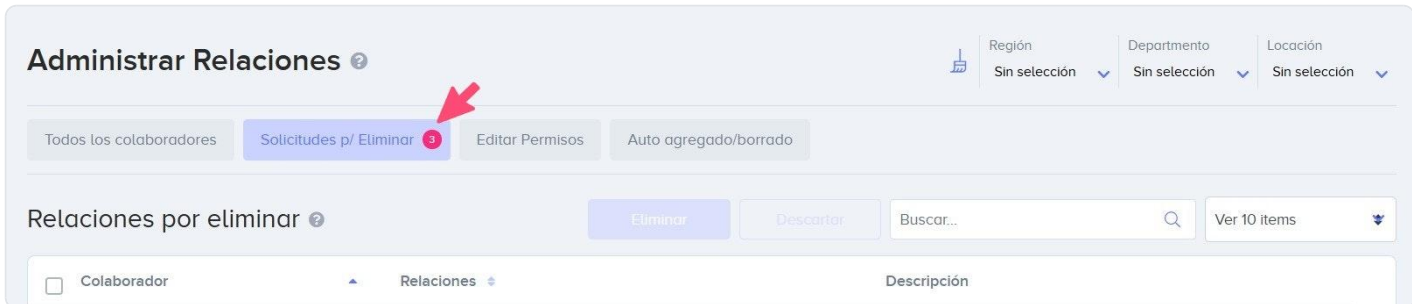 Administrar Relaciones ?
Región
Sin selección
Departmento
Sin selección
Locación
Sin selección
Todos los colaboradores
Solicitudes p/ Eliminar 3
Editar Permisos
Auto agregado/borrado
Relaciones por eliminar ?
Eliminar
Descartar
Buscar...
Ver 10 items
Colaborador
Relaciones
Descripción